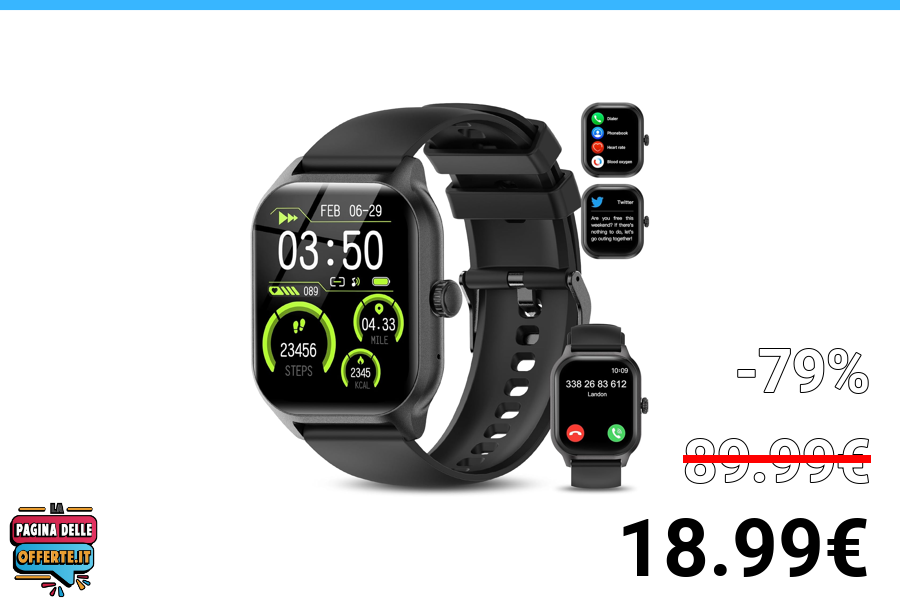 FEB 06-29
03:50
089
04.33
MILE
23456
STEPS
2345
KCAL
Dialer
Phonebook
Heart rate
Blood oxygen
Twitter
Are you free this
weekend? If there's
nothing to do, let's
go outing together!
10:09
338 26 83 612
Landon
-79%
89.99€
18.99€
LA
PAGINA DELLE
OFFERTE.IT